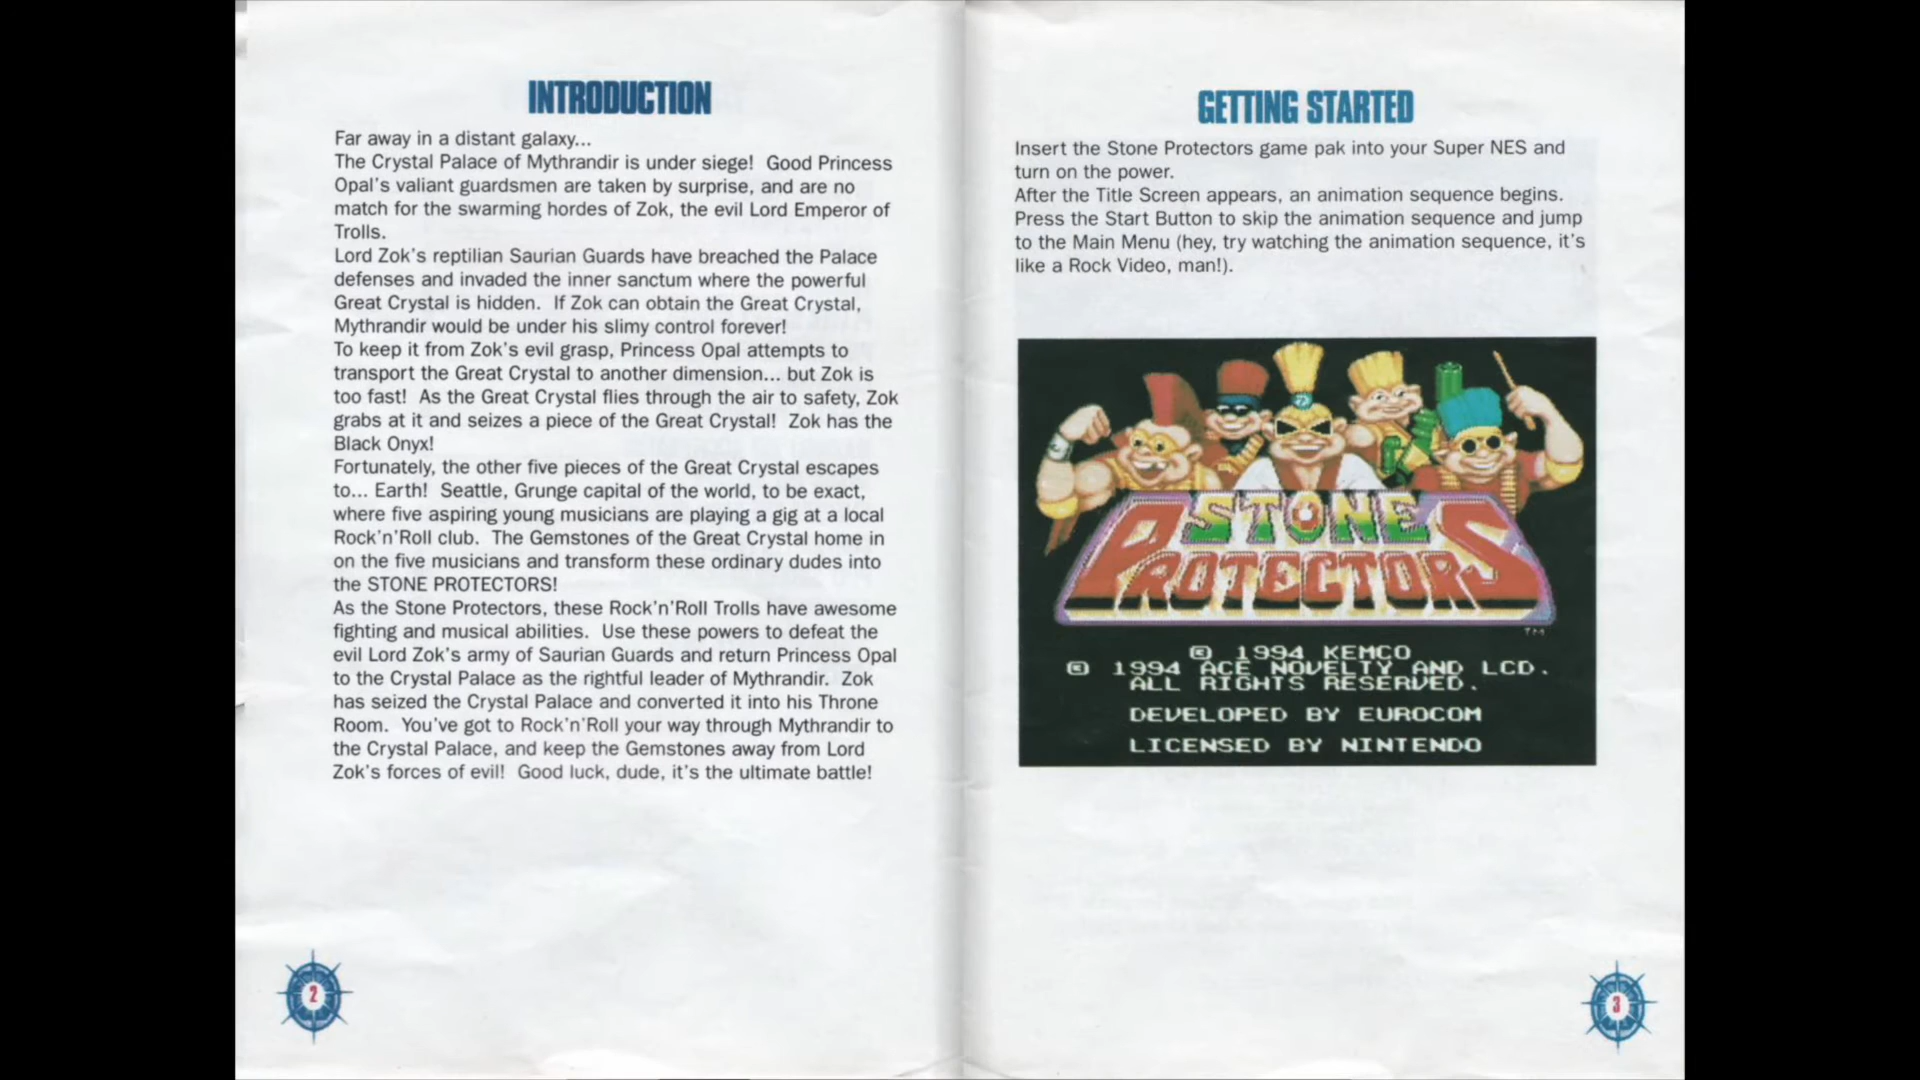 INTRODUCTION
Far away in a distant galaxy...
The Crystal Palace of Mythrandir is under siege! Good Princess
Opal's valiant guardsmen are taken by surprise, and are no
match for the swarming hordes of Zok, the evil Lord Emperor of
Trolls.
Lord Zok's reptilian Saurian Guards have breached the Palace
defenses and invaded the inner sanctum where the powerful
Great Crystal is hidden. If Zok can obtain the Great Crystal,
Mythrandir would be under his slimy control forever!
To keep it from Zok's evil grasp, Princess Opal attempts to
transport the Great Crystal to another dimension... but Zok is
too fast! As the Great Crystal flies through the air to safety, Zok
grabs at it and seizes a piece of the Great Crystal! Zok has the
Black Onyx!
Fortunately, the other five pieces of the Great Crystal escapes
to... Earth! Seattle, Grunge capital of the world, to be exact,
where five aspiring young musicians are playing a gig at a local
Rock'n'Roll club. The Gemstones of the Great Crystal home in
on the five musicians and transform these ordinary dudes into
the STONE PROTECTORS!
As the Stone Protectors, these Rock'n'Roll Trolls have awesome
fighting and musical abilities. Use these powers to defeat the
evil Lord Zok's army of Saurian Guards and return Princess Opal
to the Crystal Palace as the rightful leader of Mythrandir. Zok
has seized the Crystal Palace and converted it into his Throne
Room. You've got to Rock'n'Roll your way through Mythrandir to
the Crystal Palace, and keep the Gemstones away from Lord
Zok's forces of evil! Good luck, dude, it's the ultimate battle!
2
GETTING STARTED
Insert the Stone Protectors game pak into your Super NES and
turn on the power.
After the Title Screen appears, an animation sequence begins.
Press the Start Button to skip the animation sequence and jump
to the Main Menu (hey, try watching the animation sequence, it's
like a Rock Video, man!).
STONE
PROTECTORS
TM
© 1994 KEMCO
© 1994 ACE NOVELTY AND LCD.
ALL RIGHTS RESERVED.
DEVELOPED BY EUROCOM
LICENSED BY NINTENDO
3